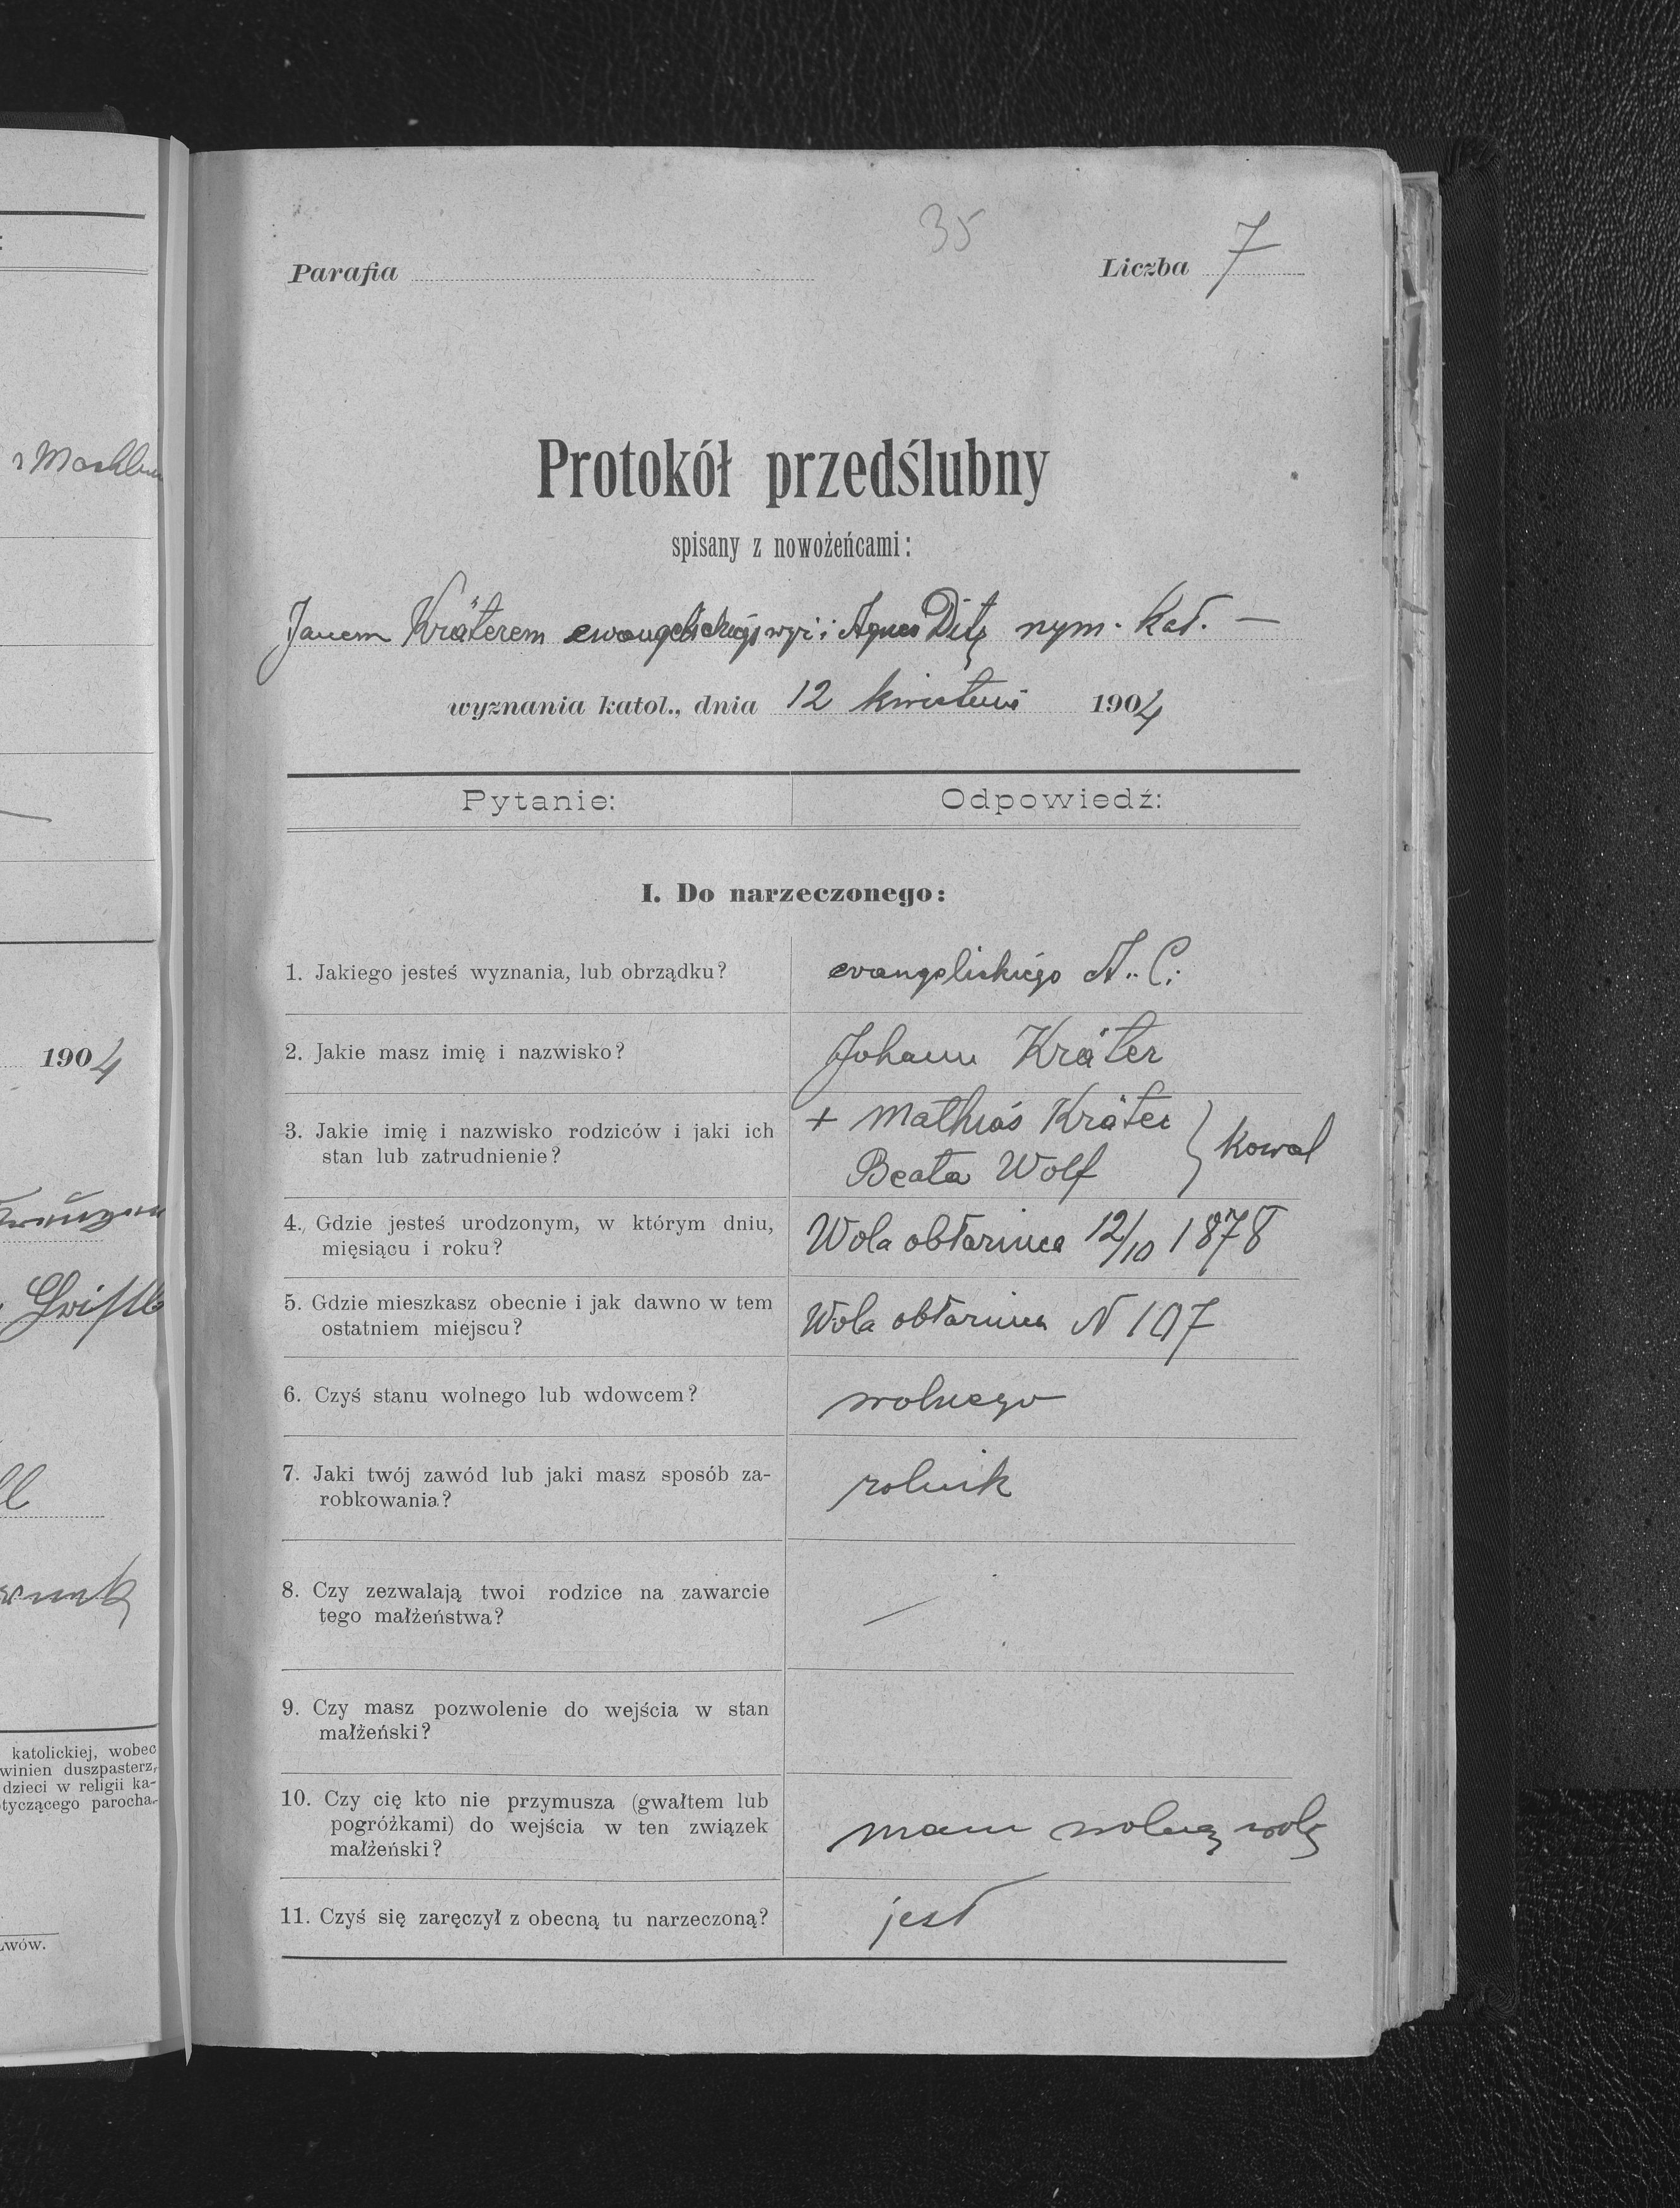 35
Parafia
Liczba 7
Protokół przedślubny
spisany z nowożeńcami:
Janem Kräterem ewangelickiego wyz. i Agnes Ditz rzym. kat. —
wyznania katol., dnia 12 kwietnia 1904
Pytanie:
Odpowiedź:
I. Do narzeczonego:
1. Jakiego jesteś wyznania, lub obrządku?
evangelickiego A. C.
2. Jakie masz imię i nazwisko?
Johann Kräter
3. Jakie imię i nazwisko rodziców i jaki ich
stan lub zatrudnienie?
+ Mathias Kräter
Beata Wolf } Kowal
4. Gdzie jesteś urodzonym, w którym dniu,
miesiącu i roku?
Wola obłaznica 12/10 1878
5. Gdzie mieszkasz obecnie i jak dawno w tem
ostatniem miejscu?
Wola N 107
6. Czyś stanu wolnego lub wdowcem?
wolnego
7. Jaki twój zawód lub jaki masz sposób za-
robkowania?
rolnik
8. Czy zezwalają twoi rodzice na zawarcie
tego małżeństwa?
—
9. Czy masz pozwolenie do wejścia w stan
małżeński?
10. Czy cię kto nie przymusza (gwałtem lub
pogróżkami) do wejścia w ten związek
małżeński?
mam wolną wolę
11. Czyś się zaręczył z obecną tu narzeczoną?
jest
1904
katolickiej, wobec
winien duszpasterz,
dzieci w religii ka-
tyczącego parocha-
Lwów.